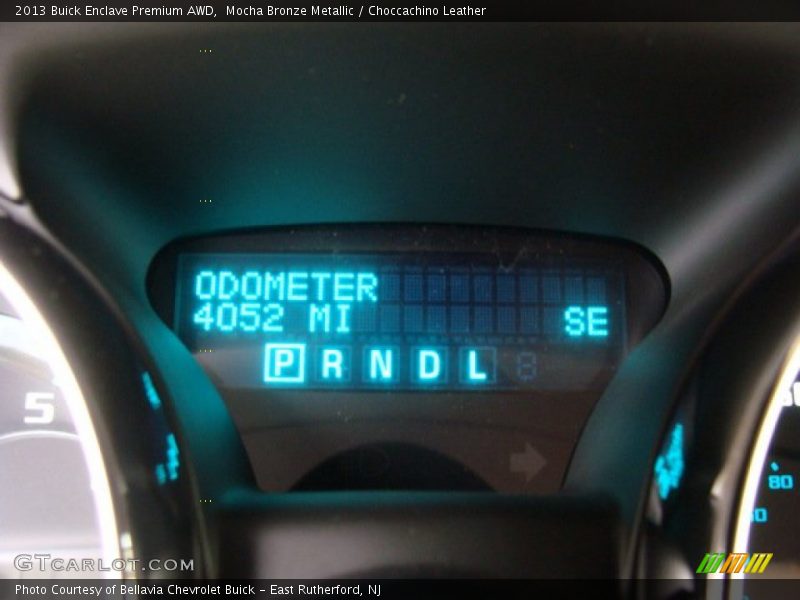 2013 Buick Enclave Premium AWD,  Mocha Bronze Metallic / Choccachino Leather
ODOMETER
4052 MI SE
P R N D L
5
80
GTCARLOT.COM
Photo Courtesy of Bellavia Chevrolet Buick - East Rutherford, NJ